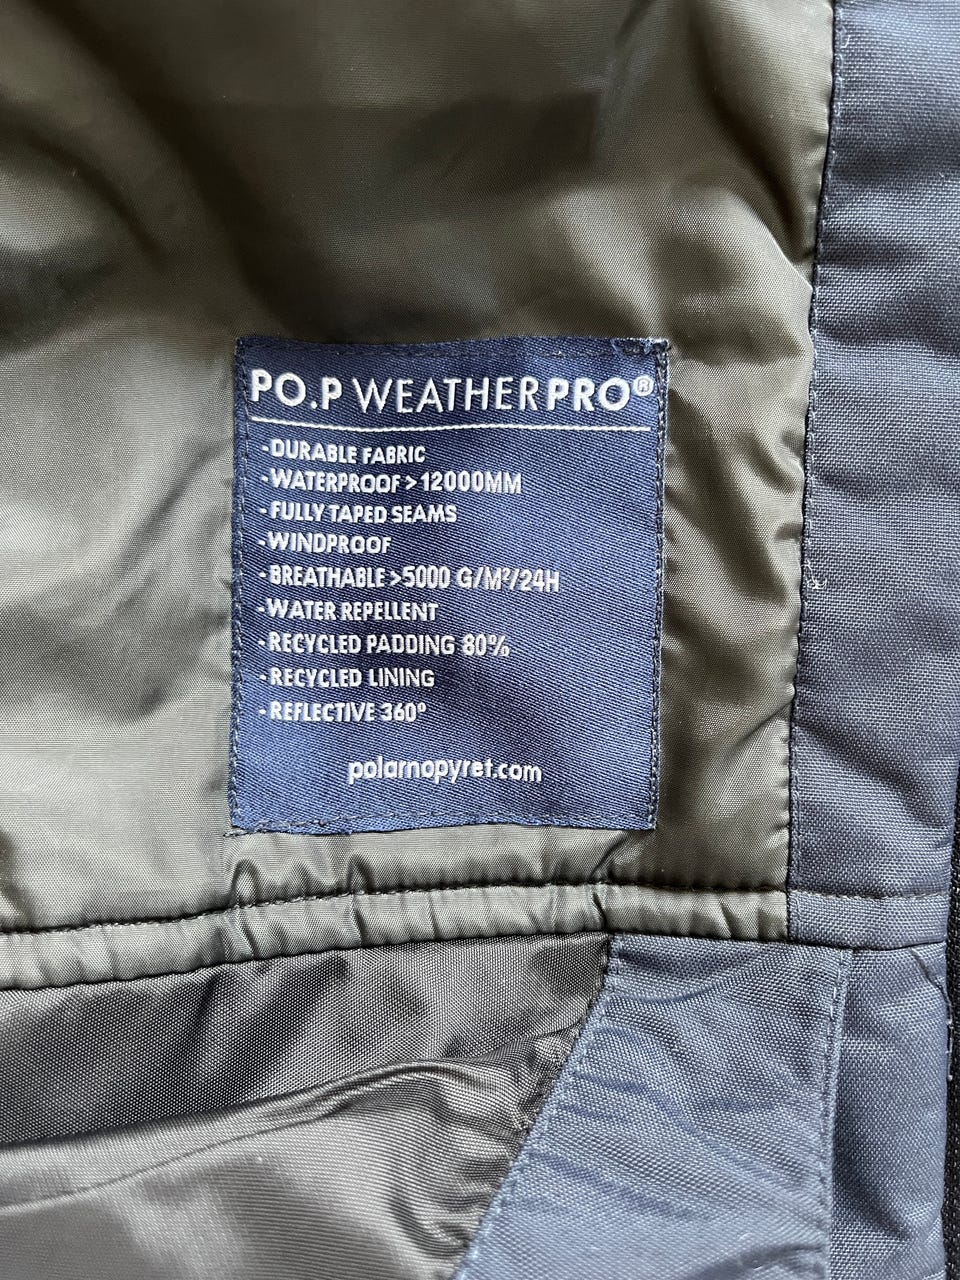 PO.P WEATHERPRO®
-DURABLE FABRIC
-WATERPROOF >12000MM
-FULLY TAPED SEAMS
-WINDPROOF
-BREATHABLE >5000 G/M²/24H
-WATER REPELLENT
-RECYCLED PADDING 80%
-RECYCLED LINING
-REFLECTIVE 360°
polarnopyret.com